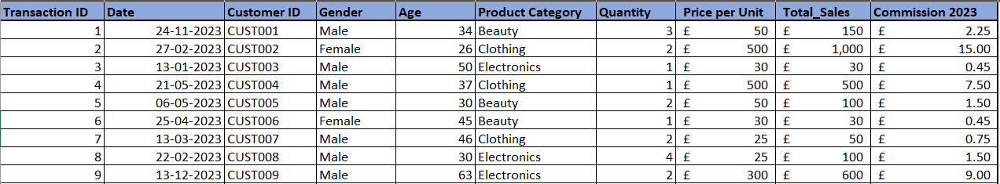 Transaction ID Date Customer ID Gender Age Product Category Quantity Price per Unit Total_Sales Commission 2023
1 24-11-2023 CUST001 Male 34 Beauty 3 £ 50 £ 150 £ 2.25
2 27-02-2023 CUST002 Female 26 Clothing 2 £ 500 £ 1,000 £ 15.00
3 13-01-2023 CUST003 Male 50 Electronics 1 £ 30 £ 30 £ 0.45
4 21-05-2023 CUST004 Male 37 Clothing 1 £ 500 £ 500 £ 7.50
5 06-05-2023 CUST005 Male 30 Beauty 2 £ 50 £ 100 £ 1.50
6 25-04-2023 CUST006 Female 45 Beauty 1 £ 30 £ 30 £ 0.45
7 13-03-2023 CUST007 Male 46 Clothing 2 £ 25 £ 50 £ 0.75
8 22-02-2023 CUST008 Male 30 Electronics 4 £ 25 £ 100 £ 1.50
9 13-12-2023 CUST009 Male 63 Electronics 2 £ 300 £ 600 £ 9.00